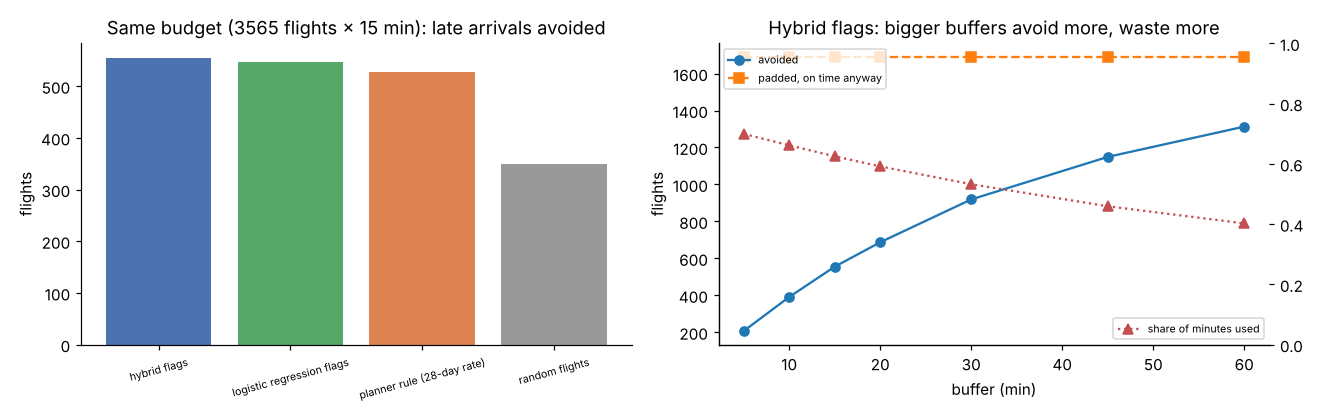 Same budget (3565 flights × 15 min): late arrivals avoided
flights
500
400
300
200
100
0
hybrid flags
logistic regression flags
planner rule (28-day rate)
random flights
Hybrid flags: bigger buffers avoid more, waste more
flights
1600
1400
1200
1000
800
600
400
200
avoided
padded, on time anyway
share of minutes used
1.0
0.8
0.6
0.4
0.2
0.0
10
20
30
40
50
60
buffer (min)